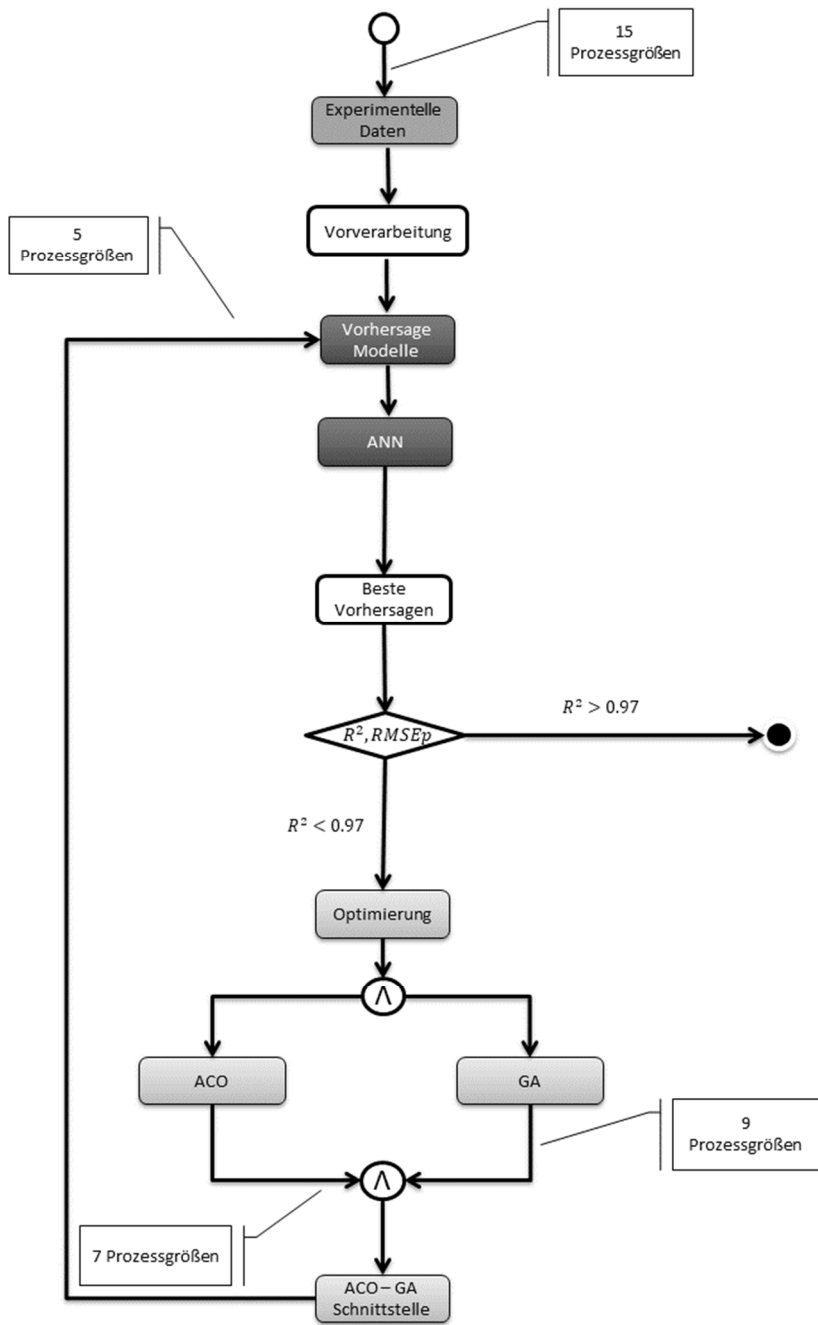 15
Prozessgrößen
Experimentelle
Daten
Vorverarbeitung
5
Prozessgrößen
Vorhersage
Modelle
ANN
Beste
Vorhersagen
R², RMSEp
R² > 0.97
R² < 0.97
Optimierung
Λ
ACO
GA
9
Prozessgrößen
Λ
7 Prozessgrößen
ACO – GA
Schnittstelle